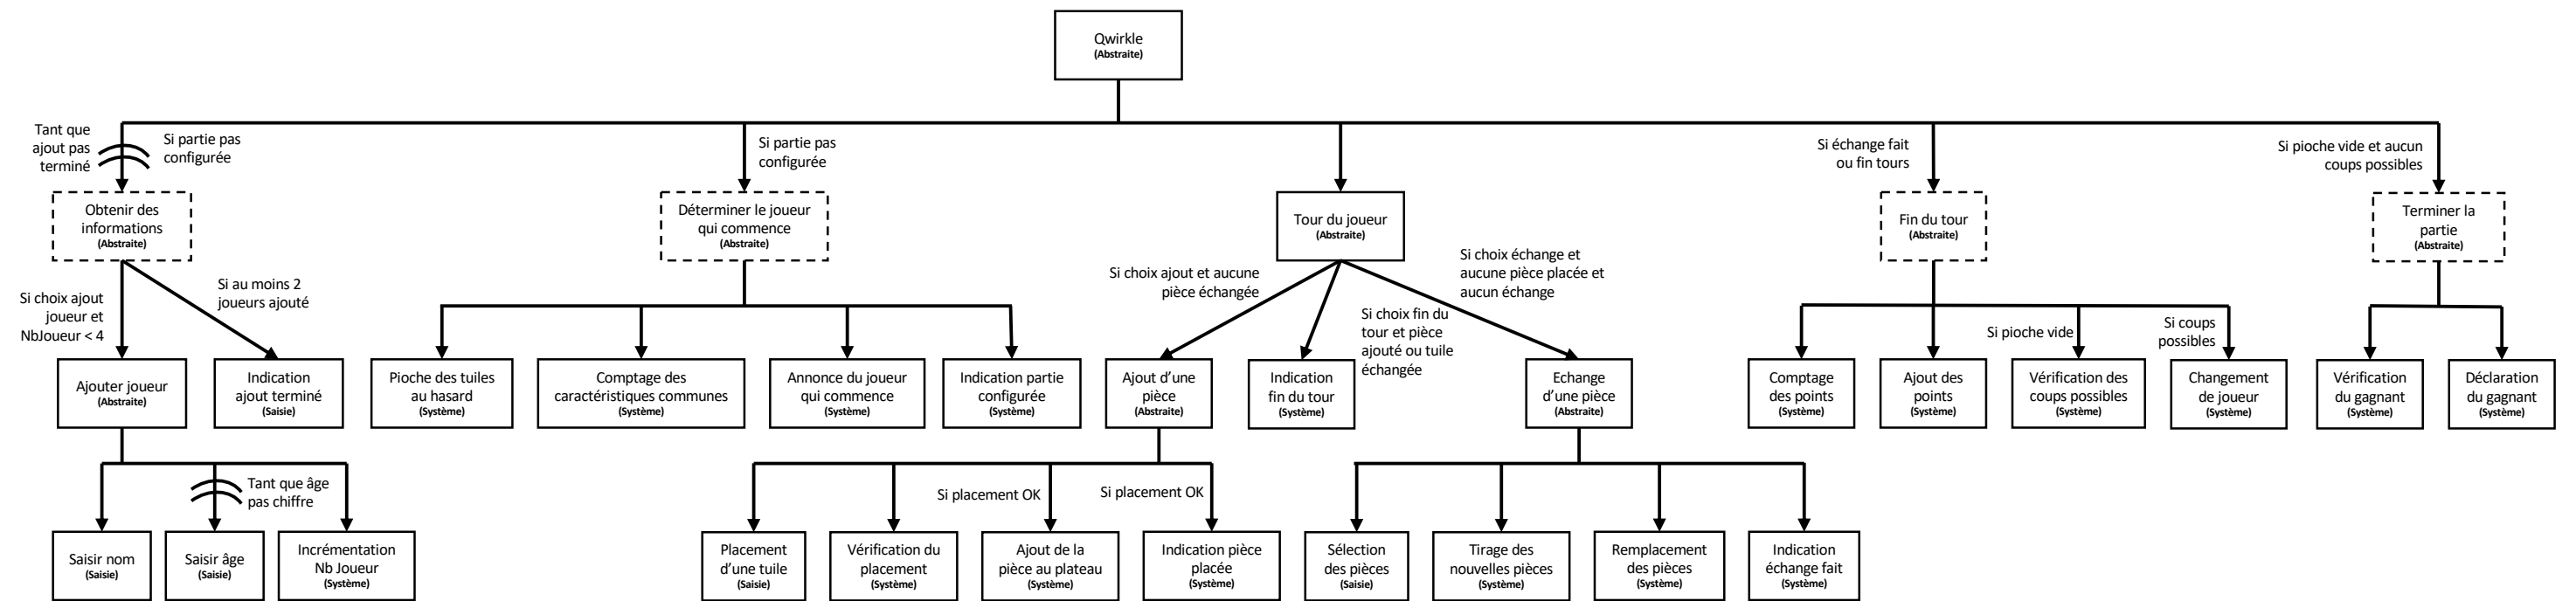 Qwirkle
(Abstraite)
Tant que
ajout pas
terminé
Si partie pas
configurée
Si partie pas
configurée
Si échange fait
ou fin tours
Si pioche vide et aucun
coups possibles
Obtenir des
informations
(Abstraite)
Déterminer le joueur
qui commence
(Abstraite)
Tour du joueur
(Abstraite)
Fin du tour
(Abstraite)
Terminer la
partie
(Abstraite)
Si choix ajout
joueur et
NbJoueur < 4
Si au moins 2
joueurs ajouté
Si choix ajout et aucune
pièce échangée
Si choix fin du
tour et pièce
ajouté ou tuile
échangée
Si choix échange et
aucune pièce placée et
aucun échange
Si pioche vide
Si coups
possibles
Ajouter joueur
(Abstraite)
Indication
ajout terminé
(Saisie)
Pioche des tuiles
au hasard
(Système)
Comptage des
caractéristiques communes
(Système)
Annonce du joueur
qui commence
(Système)
Indication partie
configurée
(Système)
Ajout d'une
pièce
(Abstraite)
Indication
fin du tour
(Système)
Echange
d'une pièce
(Abstraite)
Comptage
des points
(Système)
Ajout des
points
(Système)
Vérification des
coups possibles
(Système)
Changement
de joueur
(Système)
Vérification
du gagnant
(Système)
Déclaration
du gagnant
(Système)
Tant que âge
pas chiffre
Si placement OK
Si placement OK
Saisir nom
(Saisie)
Saisir âge
(Saisie)
Incrémentation
Nb Joueur
(Système)
Placement
d'une tuile
(Saisie)
Vérification du
placement
(Système)
Ajout de la
pièce au plateau
(Système)
Indication pièce
placée
(Système)
Sélection
des pièces
(Saisie)
Tirage des
nouvelles pièces
(Système)
Remplacement
des pièces
(Système)
Indication
échange fait
(Système)